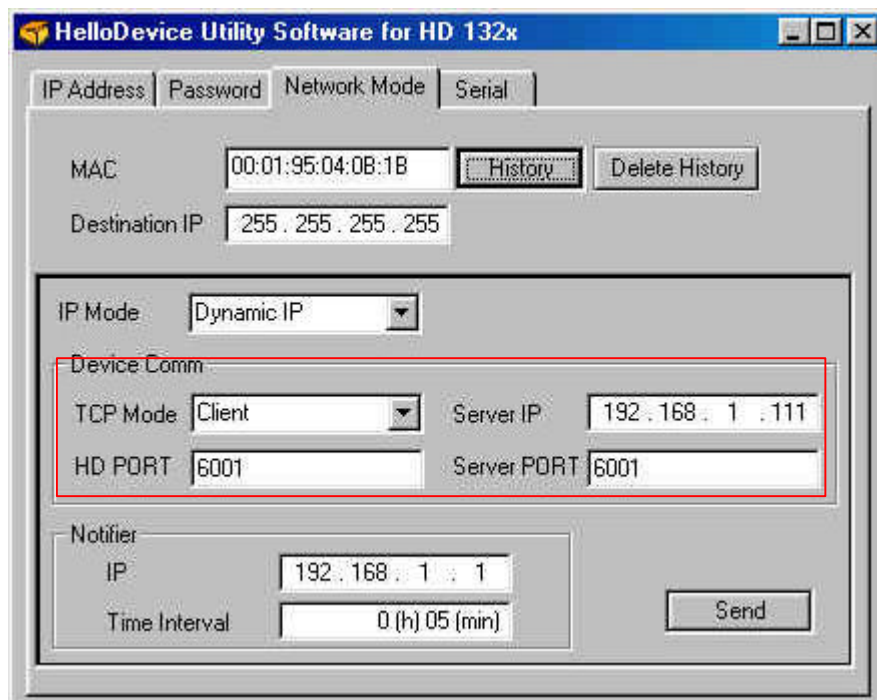 HelloDevice Utility Software for HD 132x
IP Address Password Network Mode Serial
MAC 00:01:95:04:0B:1B History Delete History
Destination IP 255 . 255 . 255 . 255
IP Mode Dynamic IP
Device Comm
TCP Mode Client Server IP 192 . 168 . 1 . 111
HD PORT 6001 Server PORT 6001
Notifier
IP 192 . 168 . 1 . 1
Time Interval 0 (h) 05 (min) Send